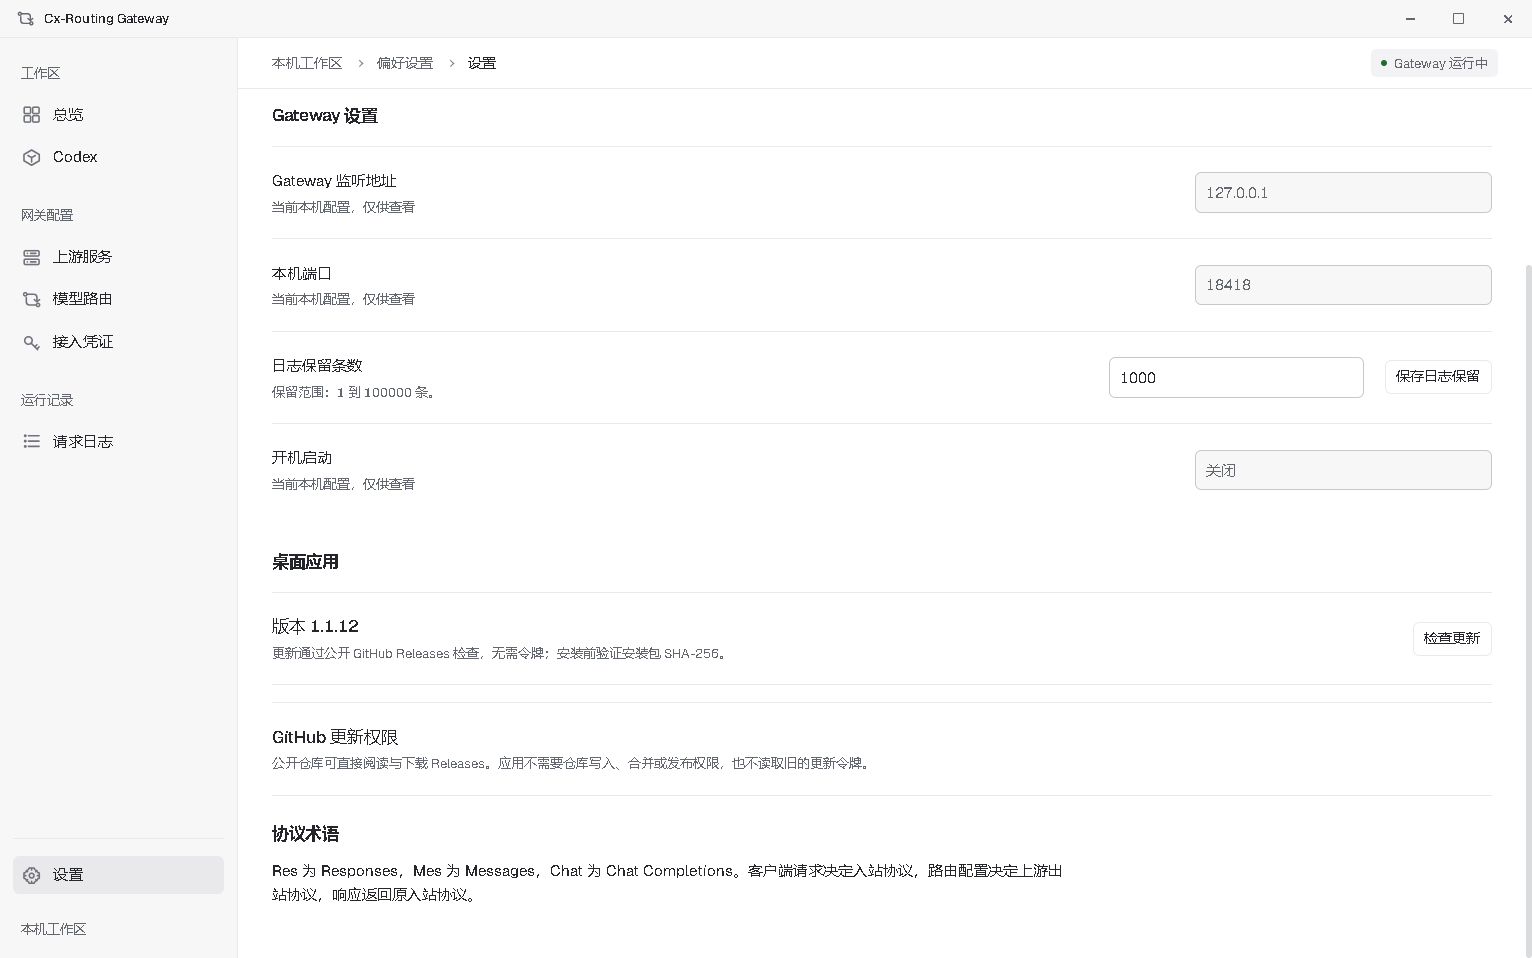 Cx-Routing Gateway
工作区
总览
Codex
网关配置
上游服务
模型路由
接入凭证
运行记录
请求日志
设置
本机工作区
本机工作区 > 偏好设置 > 设置
Gateway 运行中
Gateway 设置
Gateway 监听地址
当前本机配置，仅供查看
127.0.0.1
本机端口
当前本机配置，仅供查看
18418
日志保留条数
保留范围：1 到 100000 条。
1000
保存日志保留
开机启动
当前本机配置，仅供查看
关闭
桌面应用
版本 1.1.12
更新通过公开 GitHub Releases 检查，无需令牌；安装前验证安装包 SHA-256。
检查更新
GitHub 更新权限
公开仓库可直接阅读与下载 Releases。应用不需要仓库写入、合并或发布权限，也不读取旧的更新令牌。
协议术语
Res 为 Responses，Mes 为 Messages，Chat 为 Chat Completions。客户端请求决定入站协议，路由配置决定上游出
站协议，响应返回原入站协议。